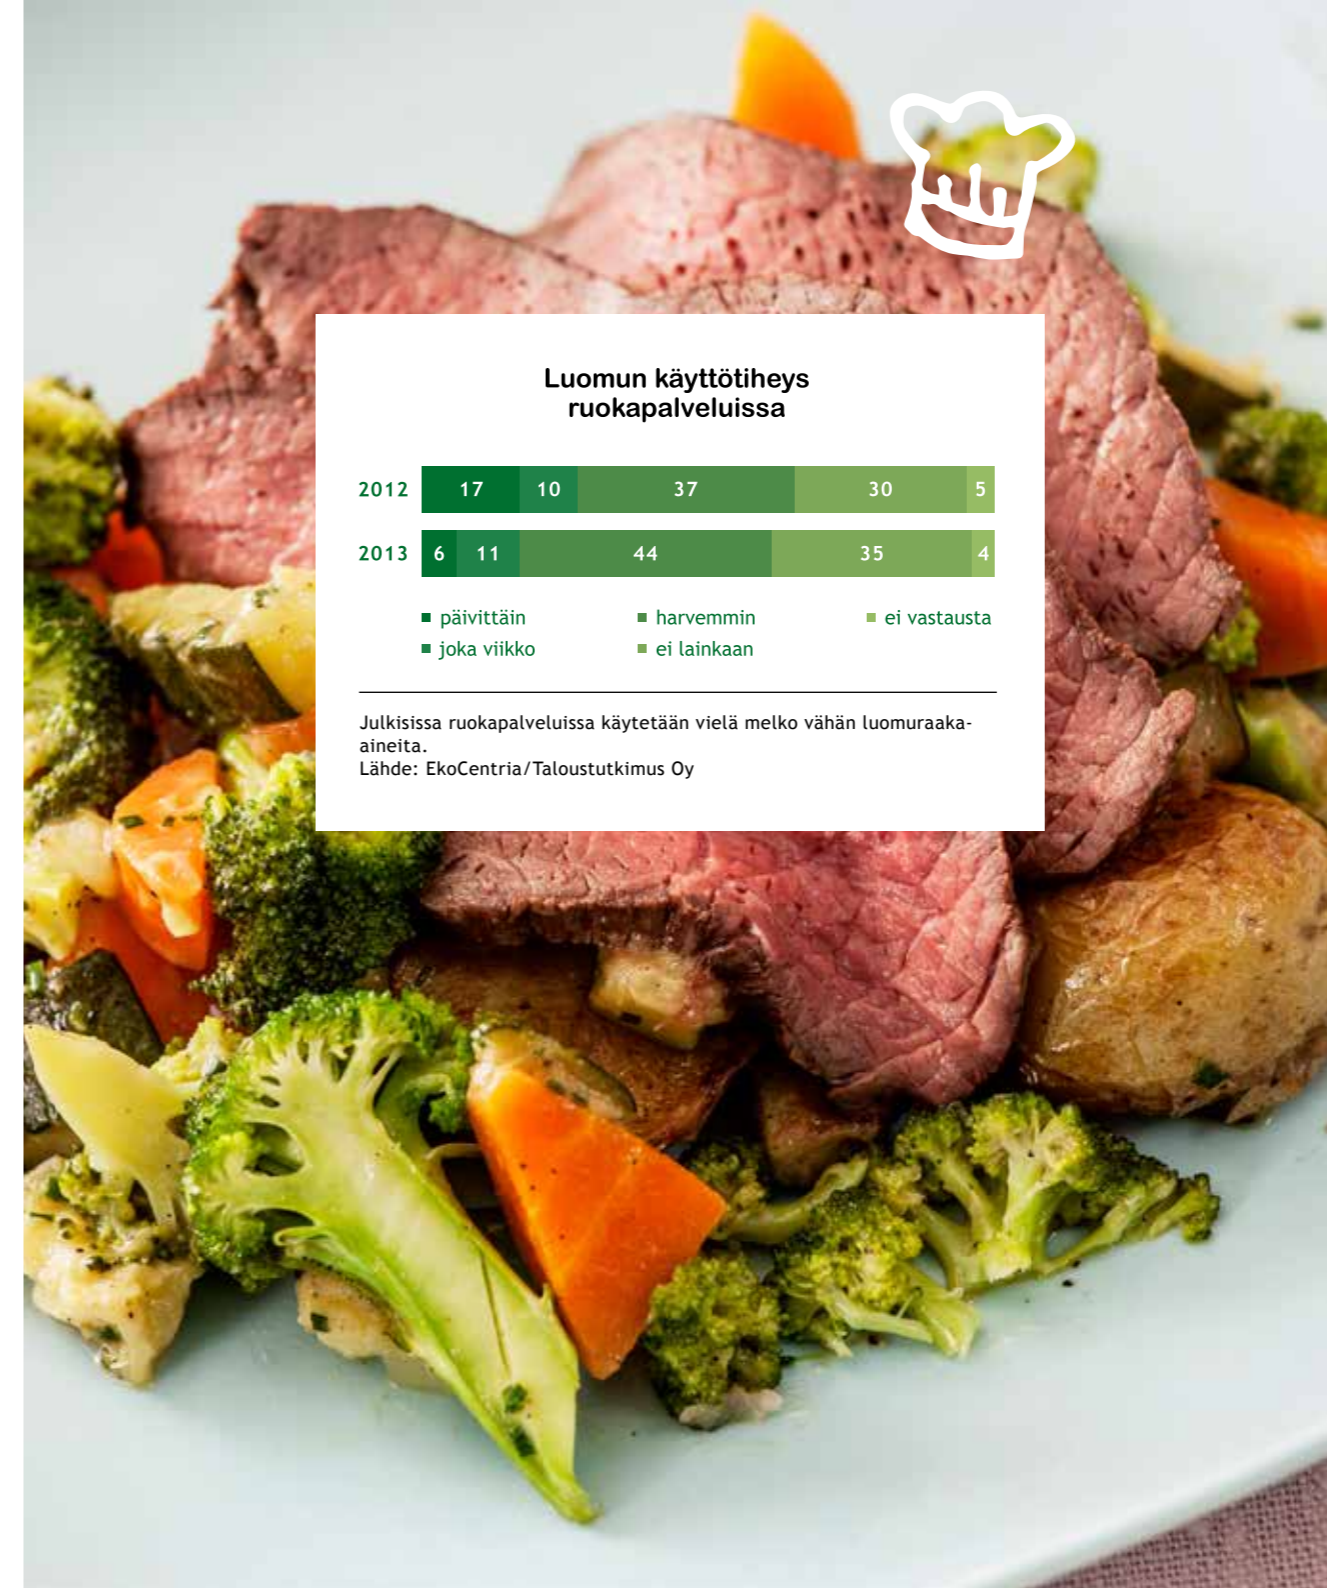 Luomun käyttötiheys
ruokapalveluissa
2012 17 10 37 30 5
2013 6 11 44 35 4
päivittäin harvemmin ei vastausta
joka viikko ei lainkaan
Julkisissa ruokapalveluissa käytetään vielä melko vähän luomuraaka-
aineita.
Lähde: EkoCentria/Taloustutkimus Oy